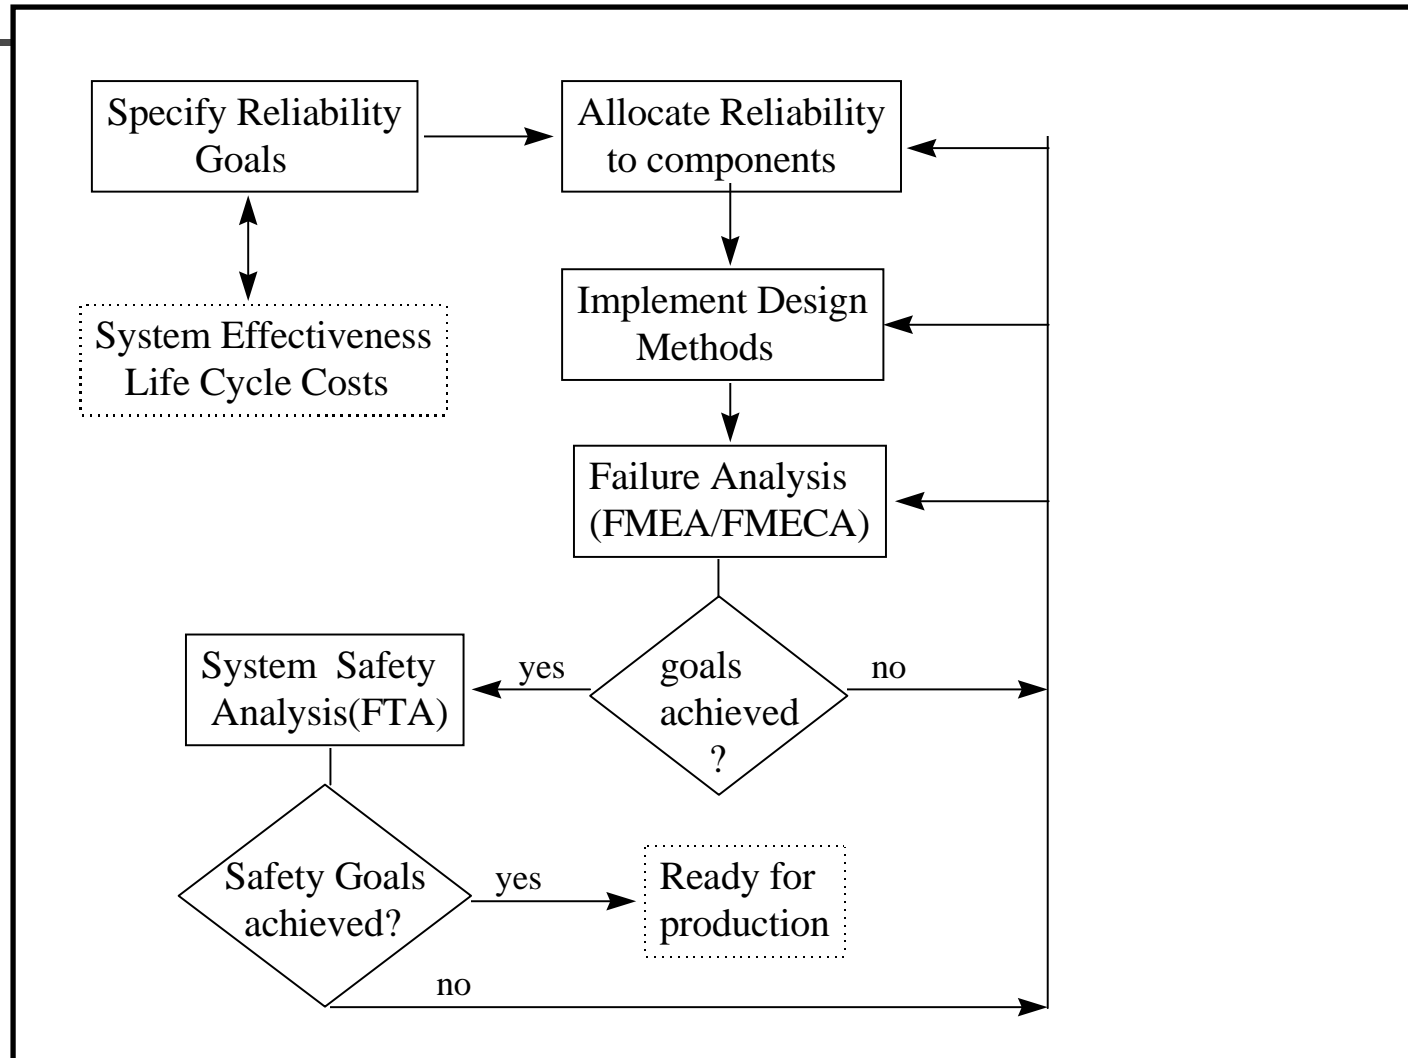 Specify Reliability
Goals
Allocate Reliability
to components
System Effectiveness
Life Cycle Costs
Implement Design
Methods
Failure Analysis
(FMEA/FMECA)
goals
achieved
?
yes
no
System Safety
Analysis(FTA)
Safety Goals
achieved?
yes
no
Ready for
production